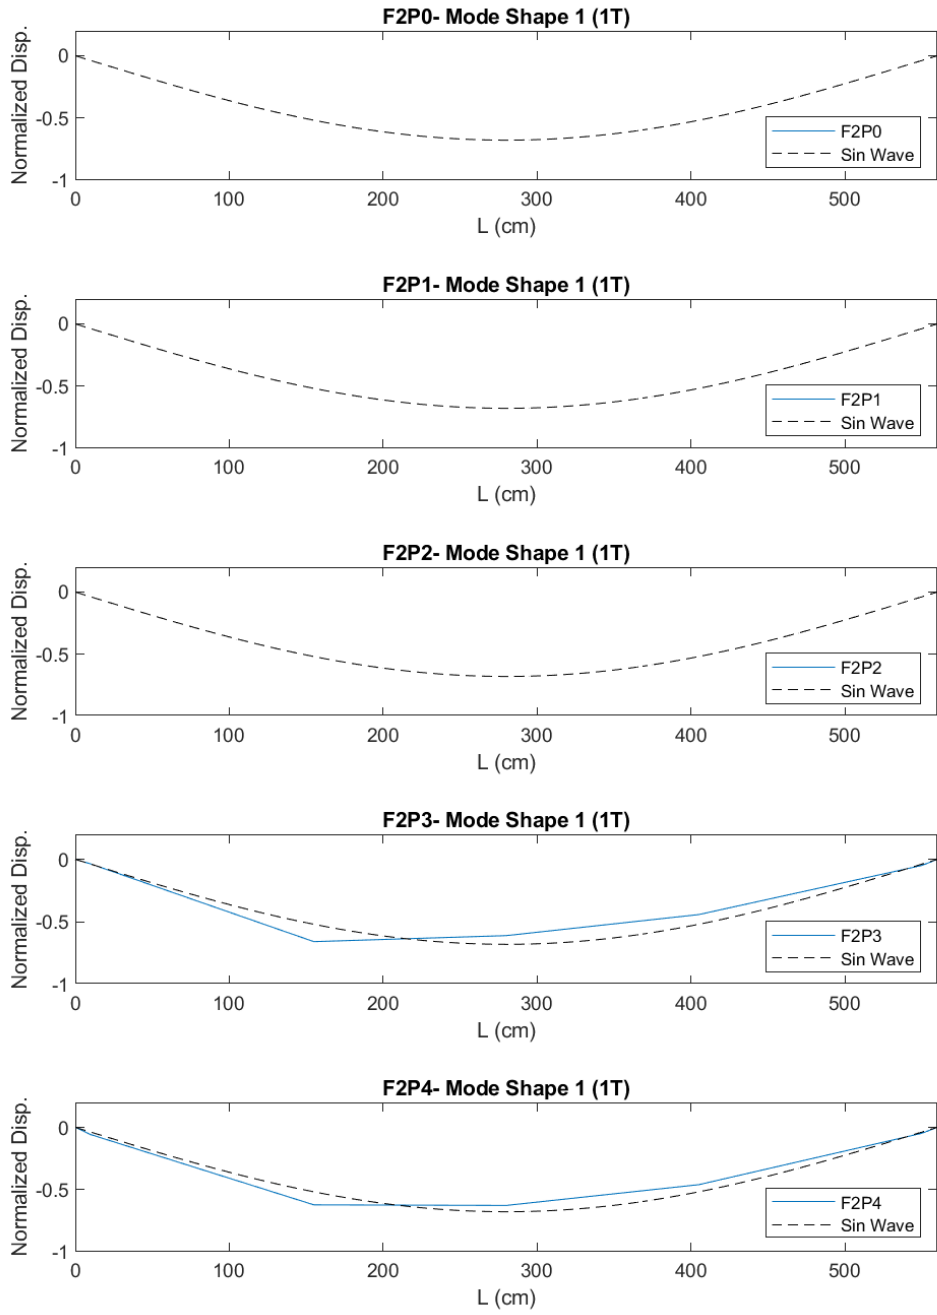 F2P0- Mode Shape 1 (1T)
Normalized Disp.
0
-0.5
-1
F2P0
Sin Wave
0 100 200 300 400 500
L (cm)
F2P1- Mode Shape 1 (1T)
Normalized Disp.
0
-0.5
-1
F2P1
Sin Wave
0 100 200 300 400 500
L (cm)
F2P2- Mode Shape 1 (1T)
Normalized Disp.
0
-0.5
-1
F2P2
Sin Wave
0 100 200 300 400 500
L (cm)
F2P3- Mode Shape 1 (1T)
Normalized Disp.
0
-0.5
-1
F2P3
Sin Wave
0 100 200 300 400 500
L (cm)
F2P4- Mode Shape 1 (1T)
Normalized Disp.
0
-0.5
-1
F2P4
Sin Wave
0 100 200 300 400 500
L (cm)